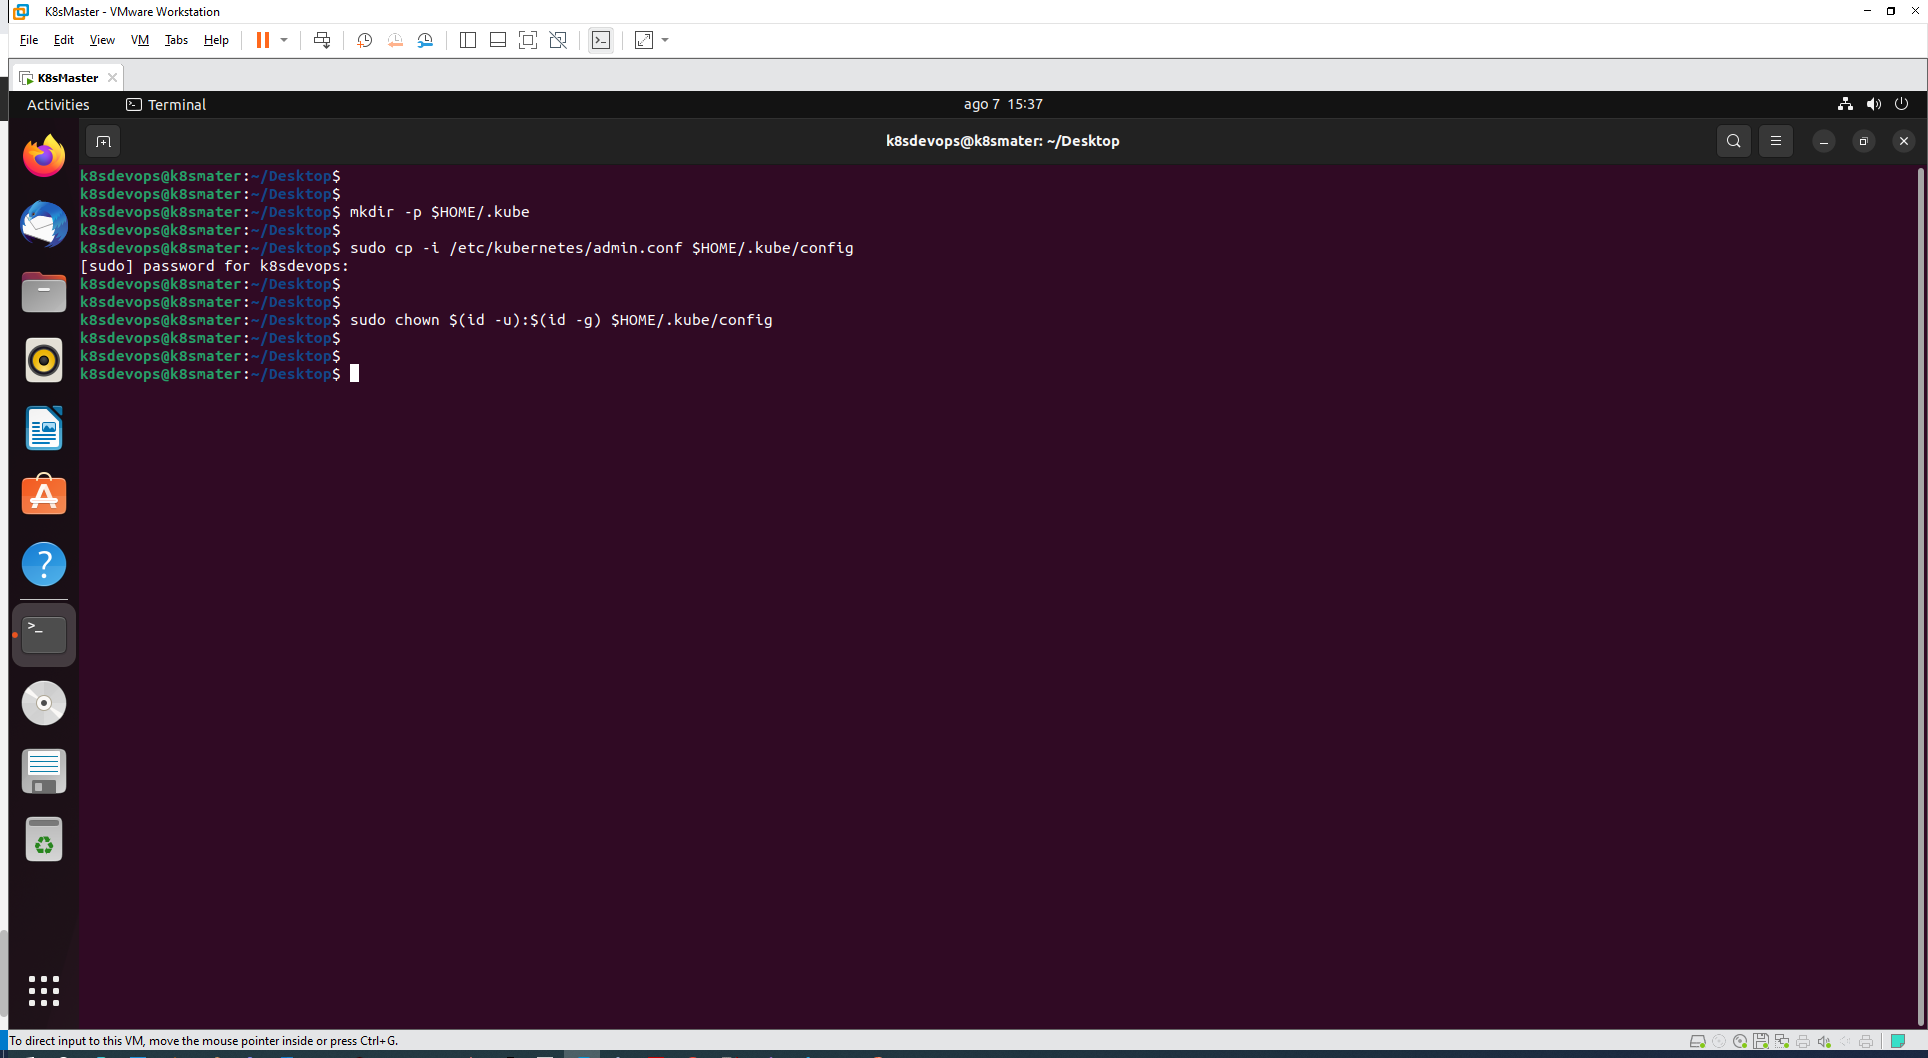 K8sMaster - VMware Workstation
File Edit View VM Tabs Help
K8sMaster
Activities Terminal ago 7 15:37
k8sdevops@k8smater: ~/Desktop
k8sdevops@k8smater:~/Desktop$
k8sdevops@k8smater:~/Desktop$
k8sdevops@k8smater:~/Desktop$ mkdir -p $HOME/.kube
k8sdevops@k8smater:~/Desktop$
k8sdevops@k8smater:~/Desktop$ sudo cp -i /etc/kubernetes/admin.conf $HOME/.kube/config
[sudo] password for k8sdevops:
k8sdevops@k8smater:~/Desktop$
k8sdevops@k8smater:~/Desktop$
k8sdevops@k8smater:~/Desktop$ sudo chown $(id -u):$(id -g) $HOME/.kube/config
k8sdevops@k8smater:~/Desktop$
k8sdevops@k8smater:~/Desktop$
k8sdevops@k8smater:~/Desktop$
To direct input to this VM, move the mouse pointer inside or press Ctrl+G.